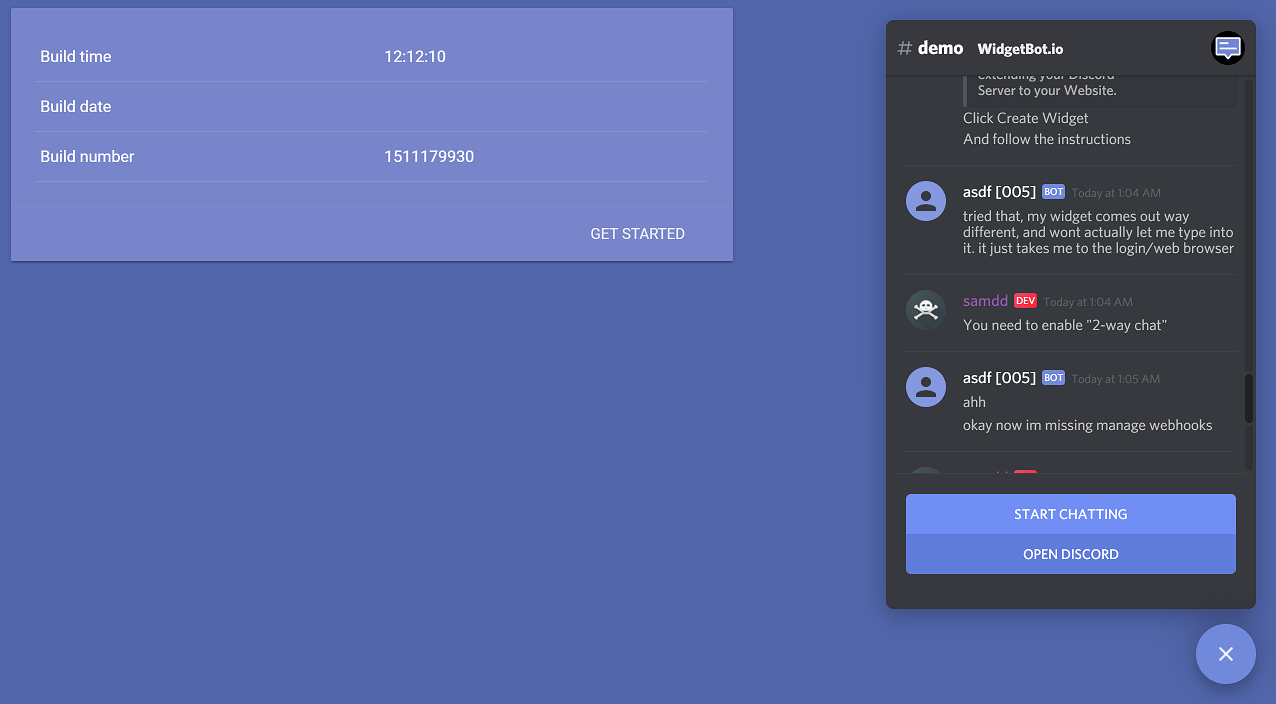 Build time 12:12:10
Build date
Build number 1511179930
GET STARTED
# demo WidgetBot.io
extending your Discord
Server to your Website.
Click Create Widget
And follow the instructions
asdf [005] BOT Today at 1:04 AM
tried that, my widget comes out way
different, and wont actually let me type into
it. it just takes me to the login/web browser
samdd DEV Today at 1:04 AM
You need to enable "2-way chat"
asdf [005] BOT Today at 1:05 AM
ahh
okay now im missing manage webhooks
START CHATTING
OPEN DISCORD